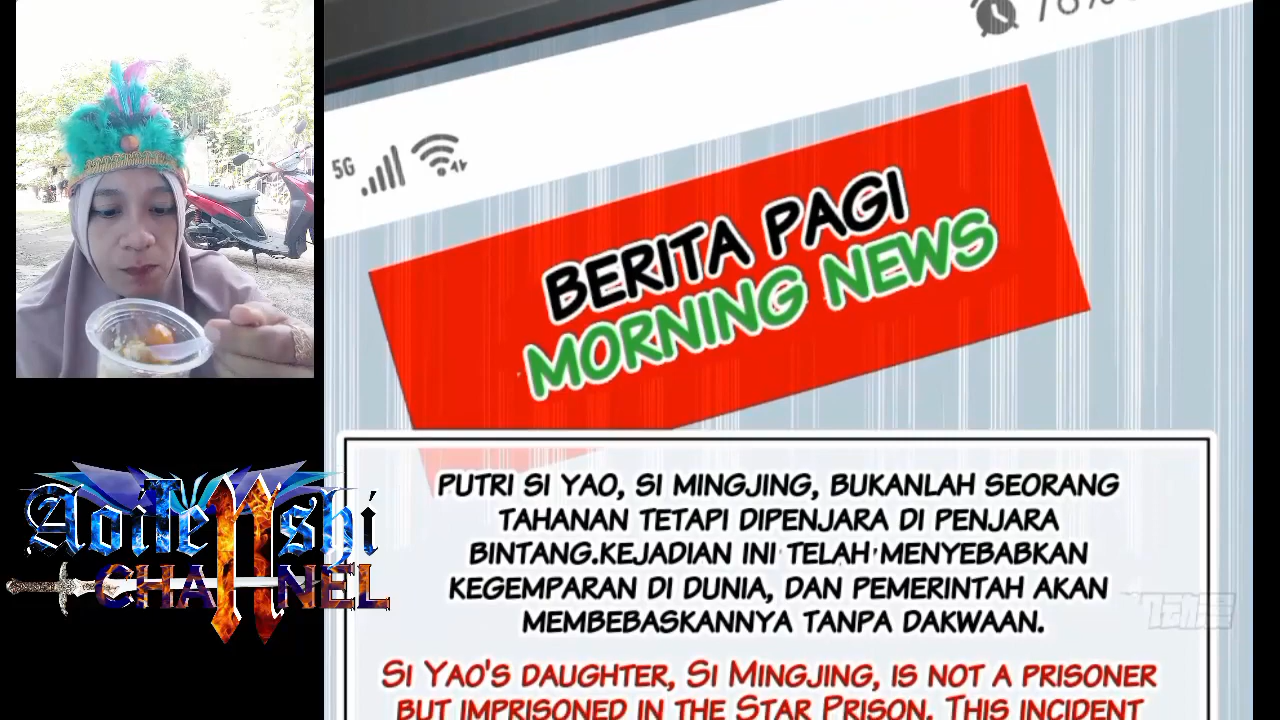 5G
BERITA PAGI
MORNING NEWS
PUTRI SI YAO, SI MINGJING, BUKANLAH SEORANG
TAHANAN TETAPI DIPENJARA DI PENJARA
BINTANG.KEJADIAN INI TELAH MENYEBABKAN
KEGEMPARAN DI DUNIA, DAN PEMERINTAH AKAN
MEMBEBASKANNYA TANPA DAKWAAN.
SI YAO'S DAUGHTER, SI MINGJING, IS NOT A PRISONER
BUT IMPRISONED IN THE STAR PRISON. THIS INCIDENT
CHANNEL